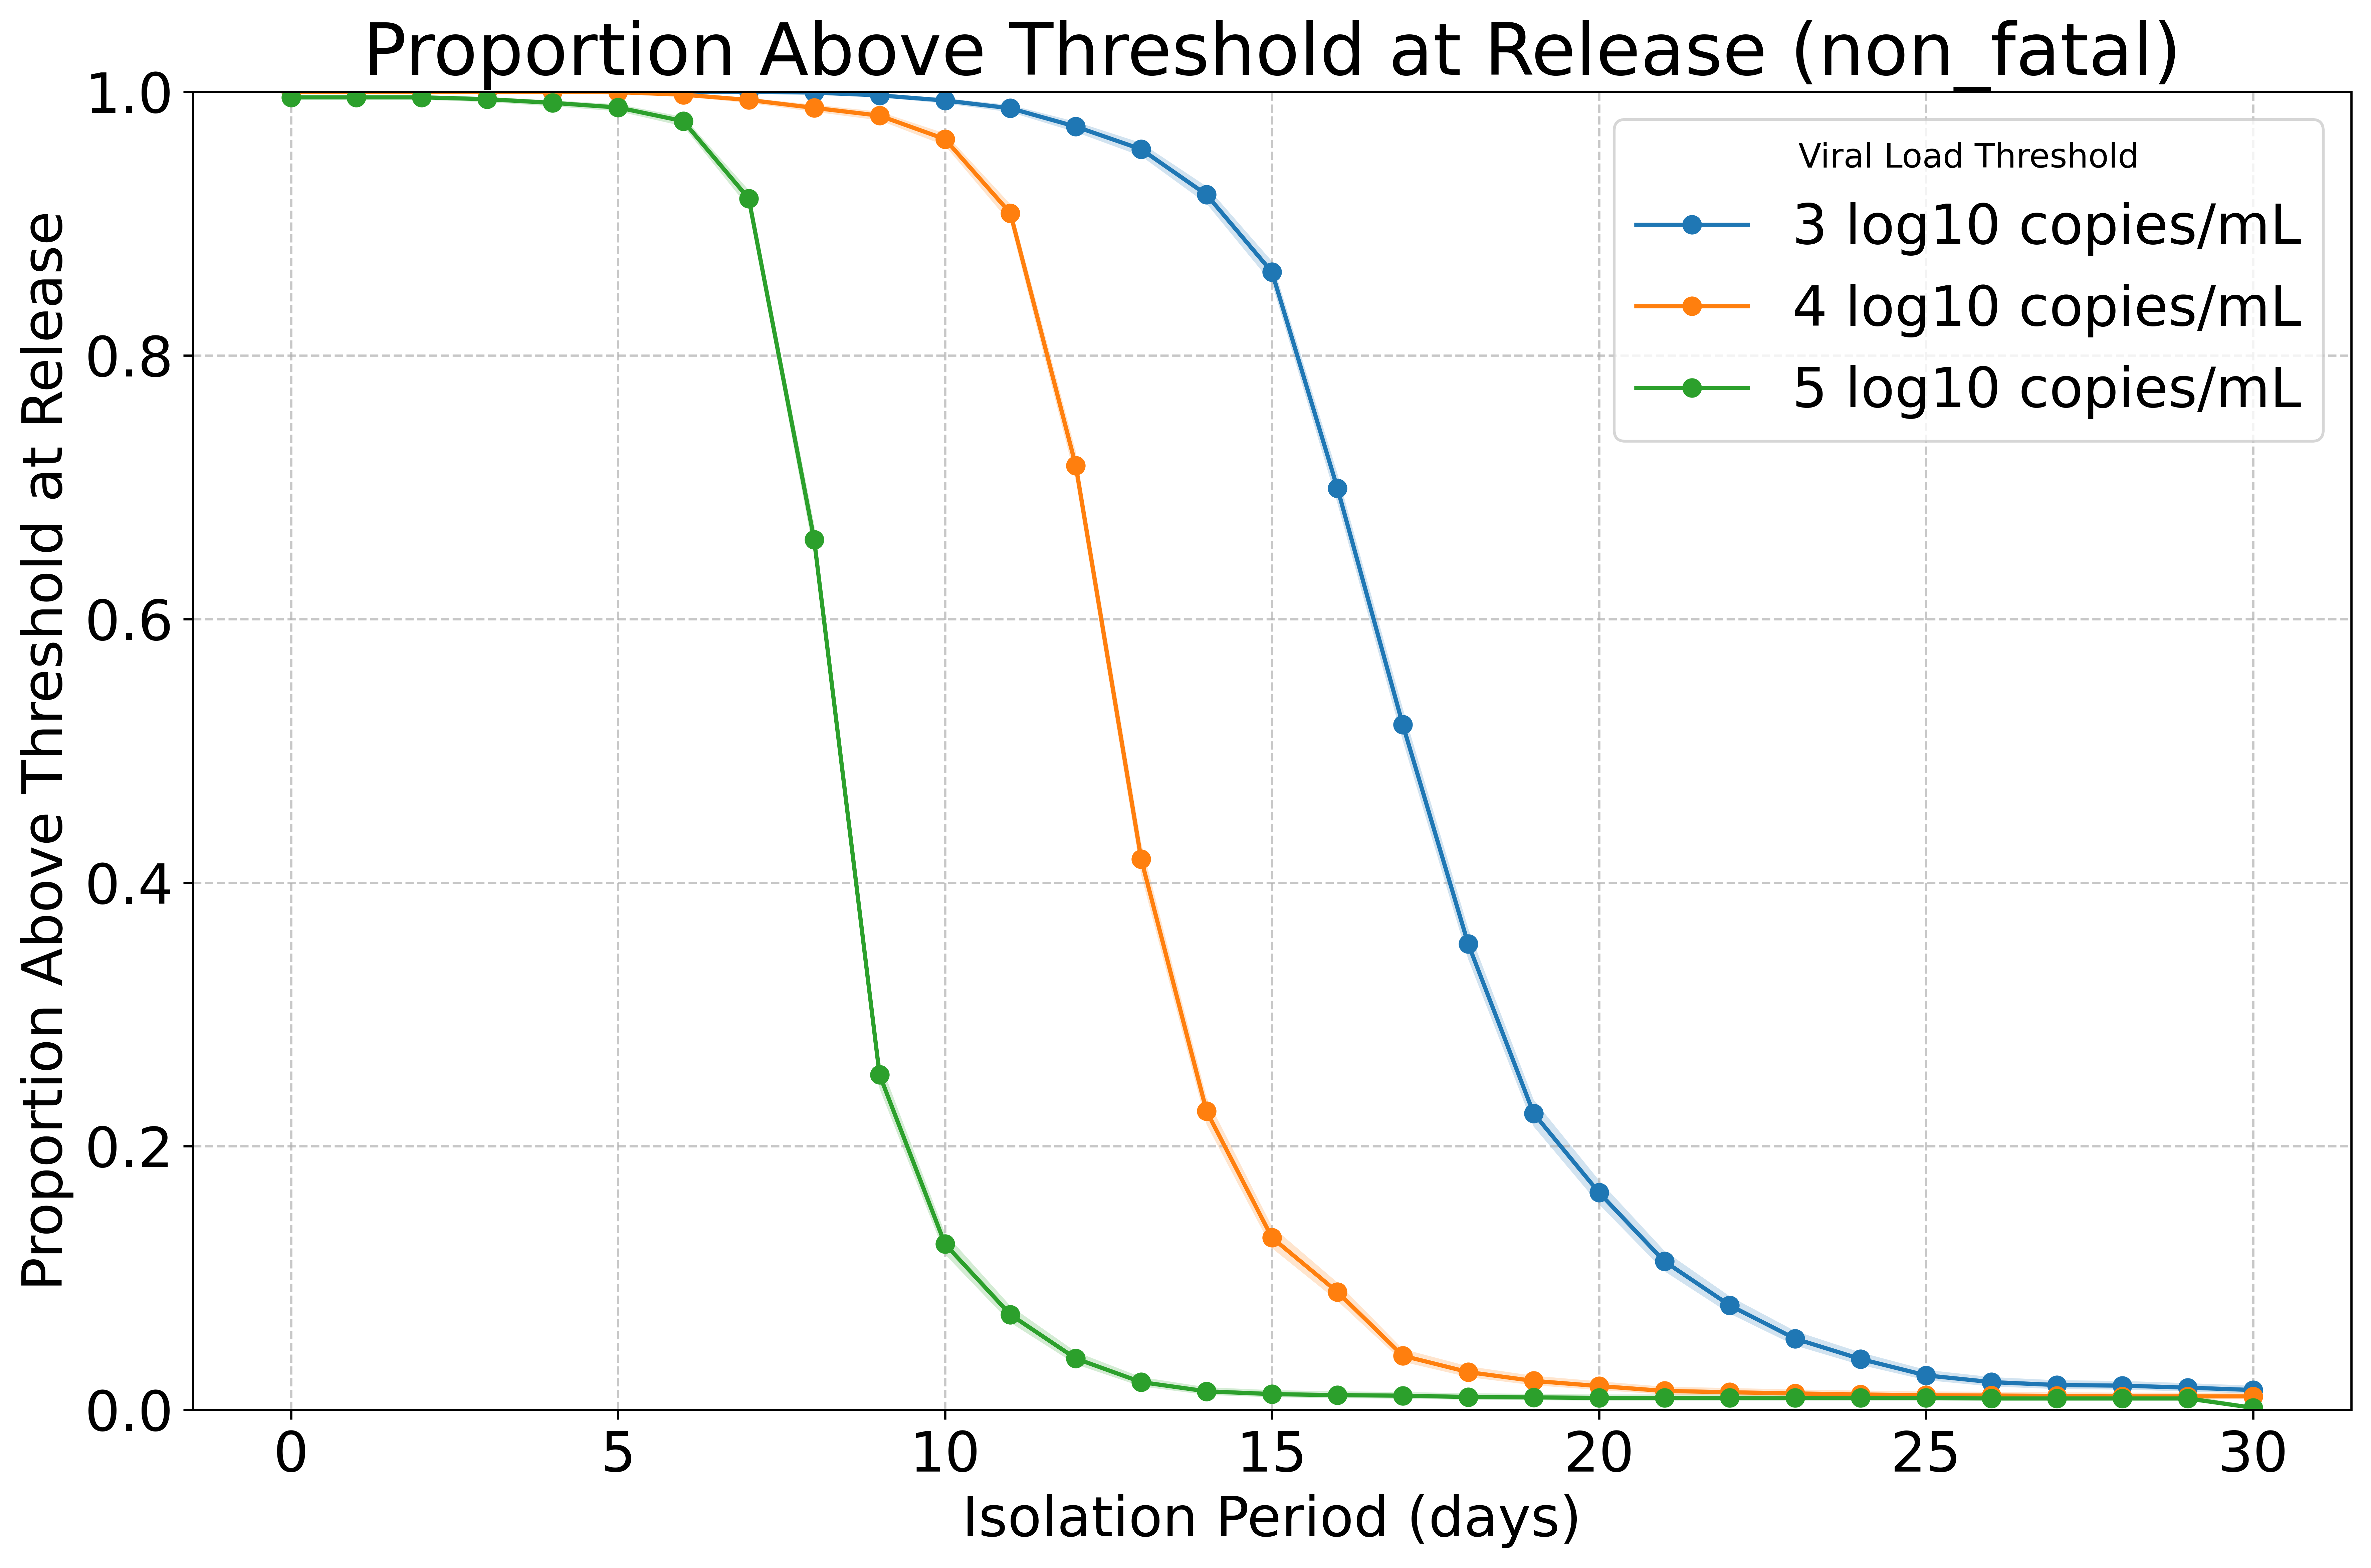 Proportion Above Threshold at Release (non_fatal)
Proportion Above Threshold at Release
1.0
0.8
0.6
0.4
0.2
0.0
Viral Load Threshold
3 log10 copies/mL
4 log10 copies/mL
5 log10 copies/mL
0 5 10 15 20 25 30
Isolation Period (days)